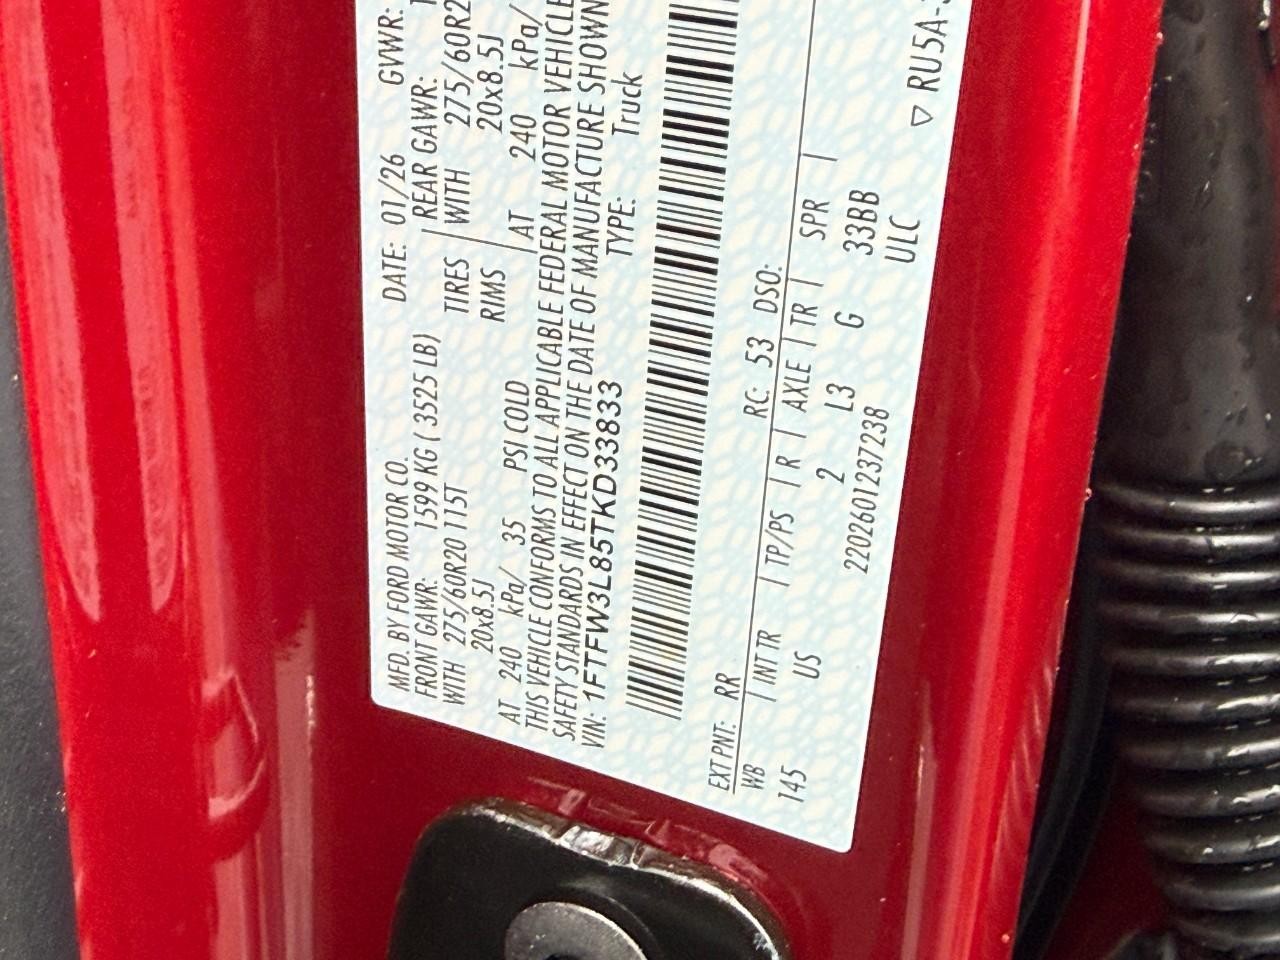 MFD. BY FORD MOTOR CO. DATE: 01/26 GVWR:
FRONT GAWR: 1599 KG ( 3525 LB) REAR GAWR:
WITH 275/60R20 115T TIRES WITH 275/60R2
20x8.5J RIMS 20x8.5J
AT 240 kPa/ 35 PSI COLD AT 240 kPa/
THIS VEHICLE CONFORMS TO ALL APPLICABLE FEDERAL MOTOR VEHICLE
SAFETY STANDARDS IN EFFECT ON THE DATE OF MANUFACTURE SHOWN
VIN: 1FTFW3L85TKD33833 TYPE: Truck
EXT PNT: RR RC: 53 DSO:
WB INT TR TP/PS R AXLE TR SPR
145 US 2 L3 G 33BB
2202601237238 ULC
▽ RU5A-